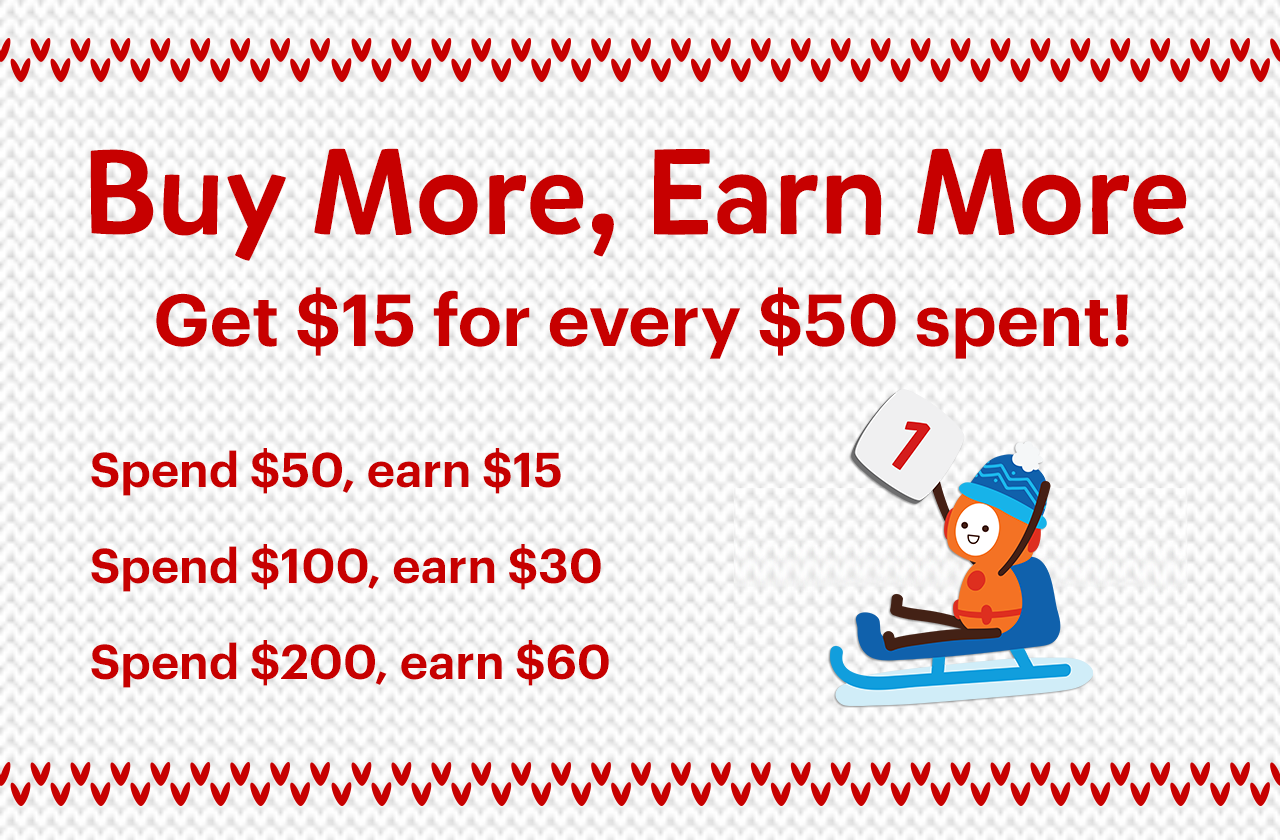 Buy More, Earn More
Get $15 for every $50 spent!
Spend $50, earn $15
Spend $100, earn $30
Spend $200, earn $60
1